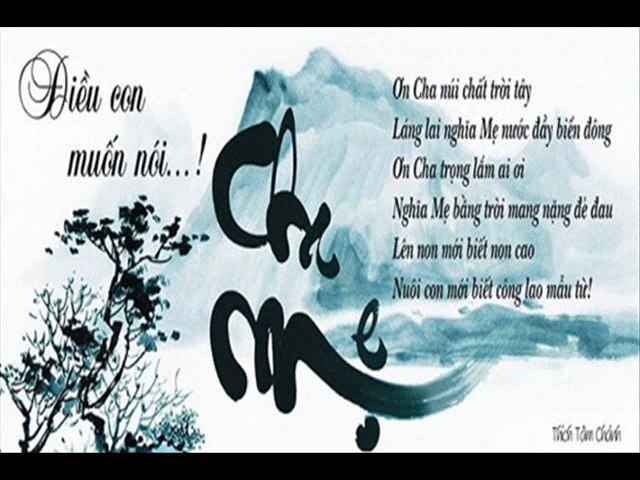 Điều con
muốn nói...!
Cha
Mẹ
Ơn Cha núi chất trời tây
Láng lai nghĩa Mẹ nước đầy biển đông
Ơn Cha trọng lắm ai ơi
Nghĩa Mẹ bằng trời mang nặng đẻ đau
Lên non mới biết non cao
Nuôi con mới biết công lao mẫu từ!
Thích Tâm Chánh